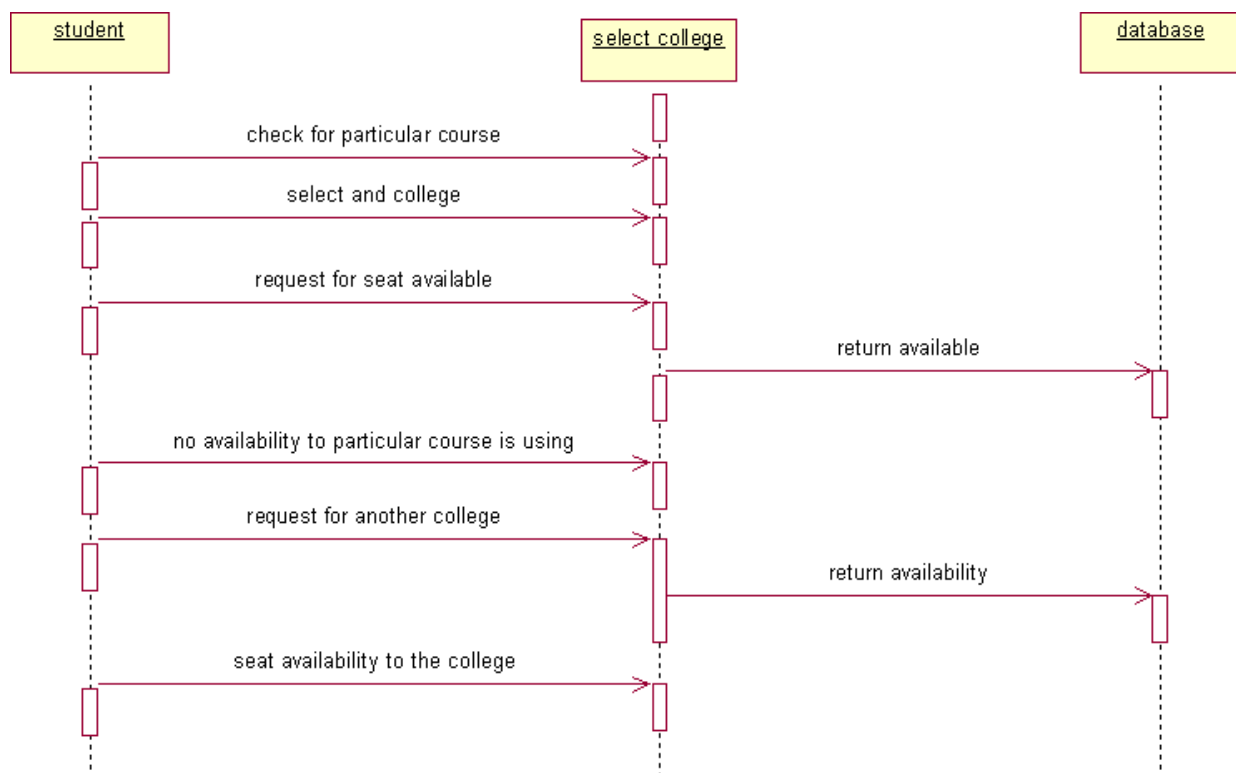 student
select college
database
check for particular course
select and college
request for seat available
return available
no availability to particular course is using
request for another college
return availability
seat availability to the college